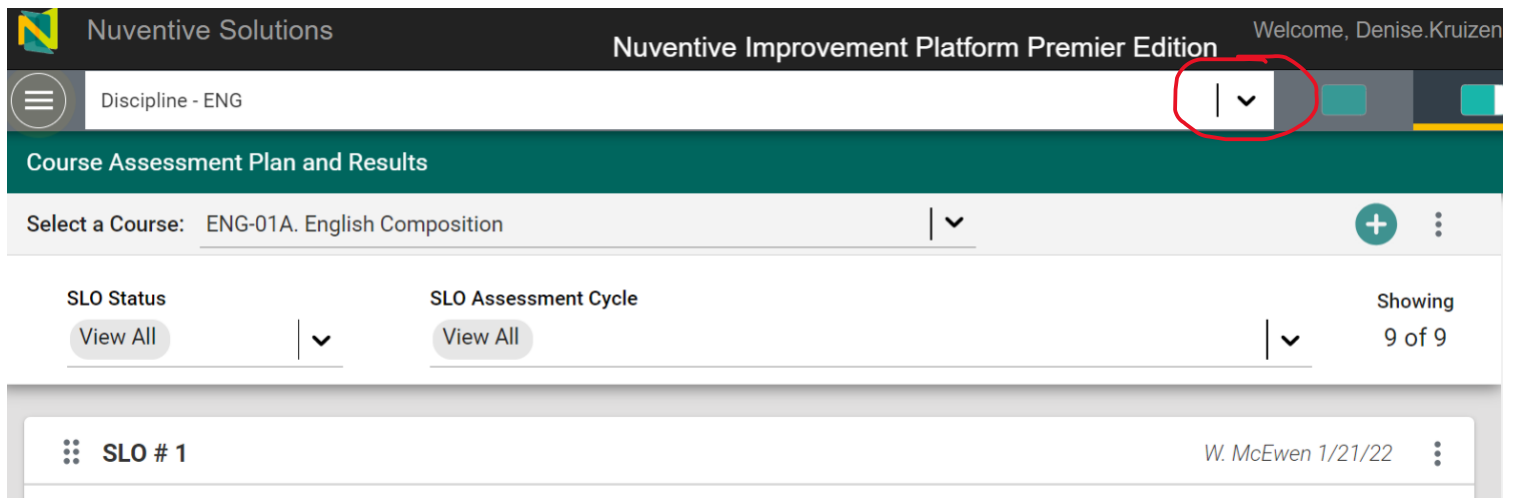 Nuventive Solutions
Nuventive Improvement Platform Premier Edition
Welcome, Denise.Kruizen
Discipline - ENG
Course Assessment Plan and Results
Select a Course: ENG-01A. English Composition
SLO Status
SLO Assessment Cycle
Showing
View All
View All
9 of 9
SLO # 1
W. McEwen 1/21/22